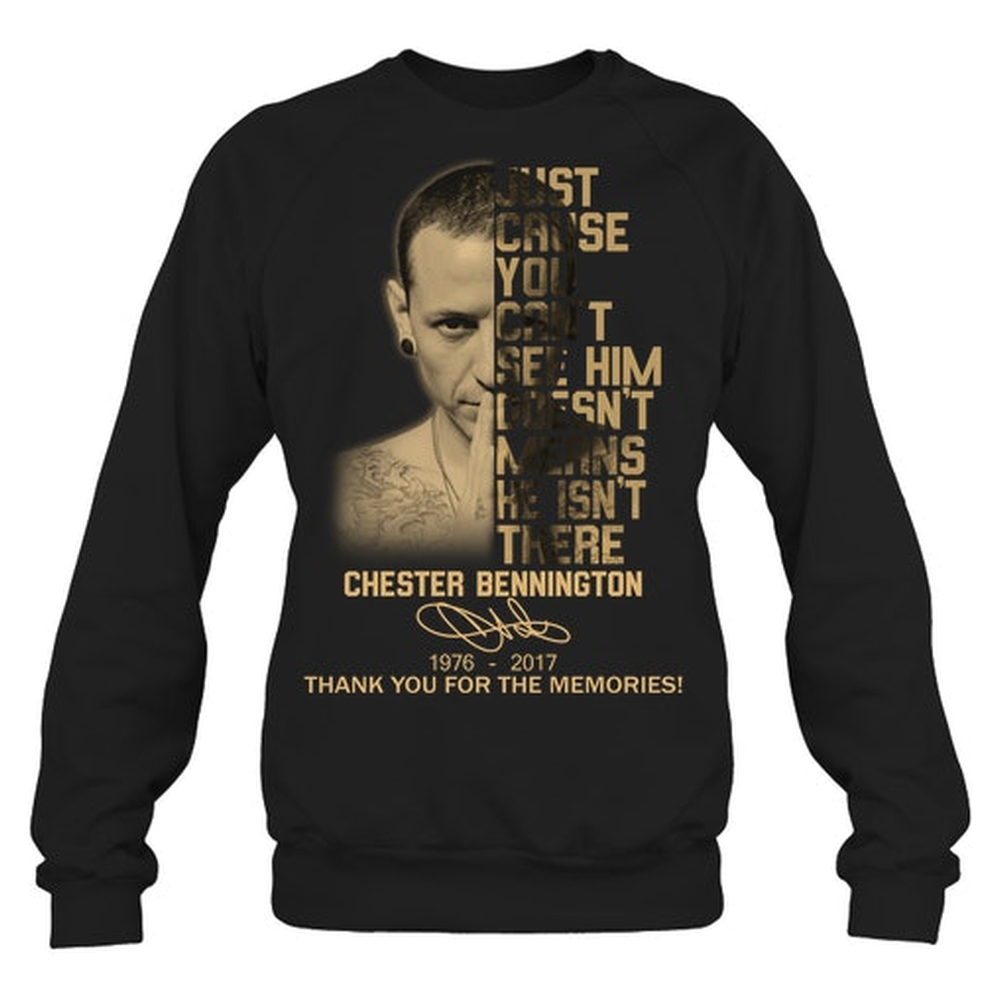 JUST
CAUSE
YOU
CAN'T
SEE HIM
DOESN'T
MEANS
HE ISN'T
THERE
CHESTER BENNINGTON
1976 - 2017
THANK YOU FOR THE MEMORIES!